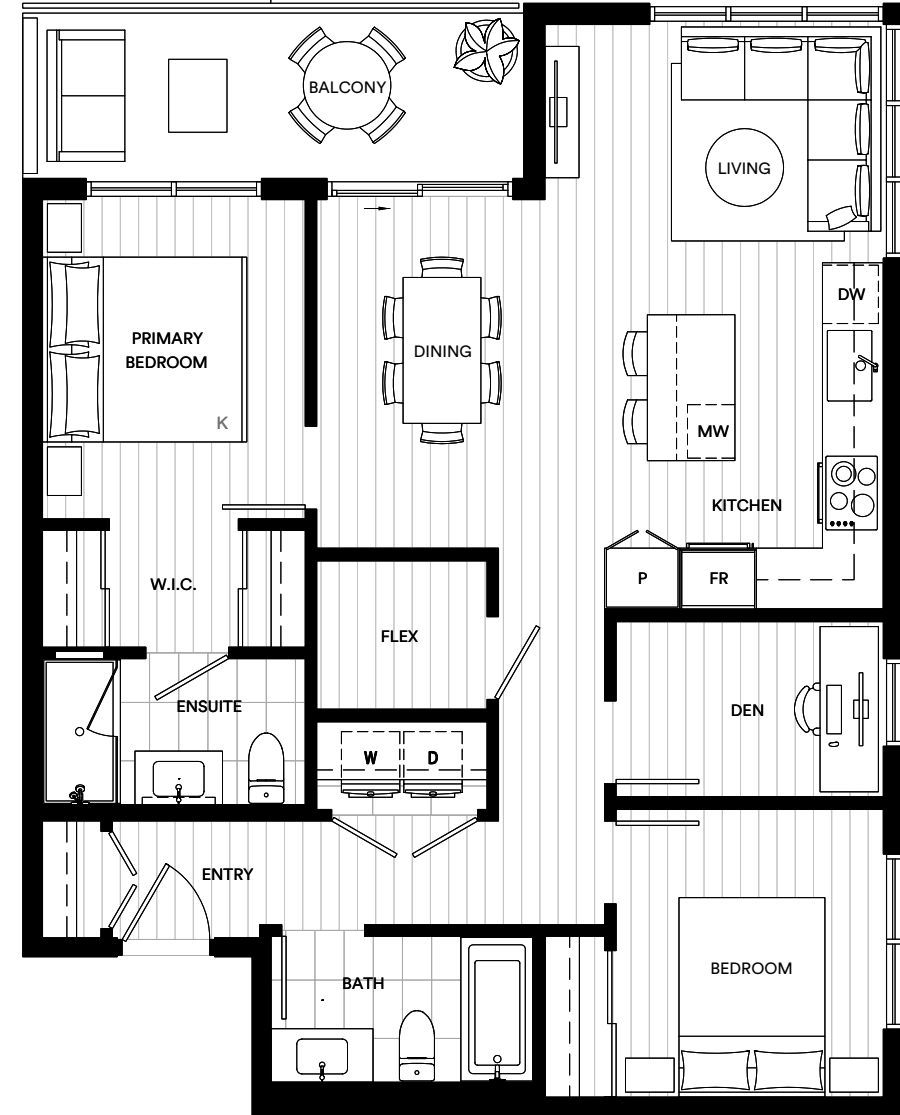 BALCONY
LIVING
DW
PRIMARY
BEDROOM
DINING
K
MW
KITCHEN
W.I.C.
P
FR
FLEX
ENSUITE
DEN
W
D
ENTRY
BATH
BEDROOM